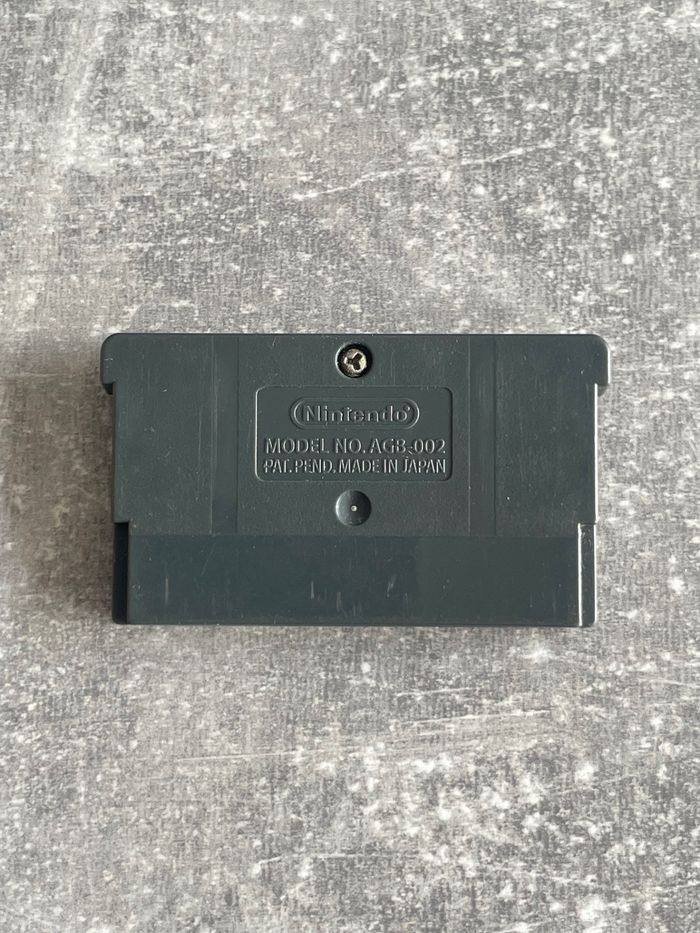 Nintendo®
MODEL NO. AGB-002
PAT. PEND. MADE IN JAPAN